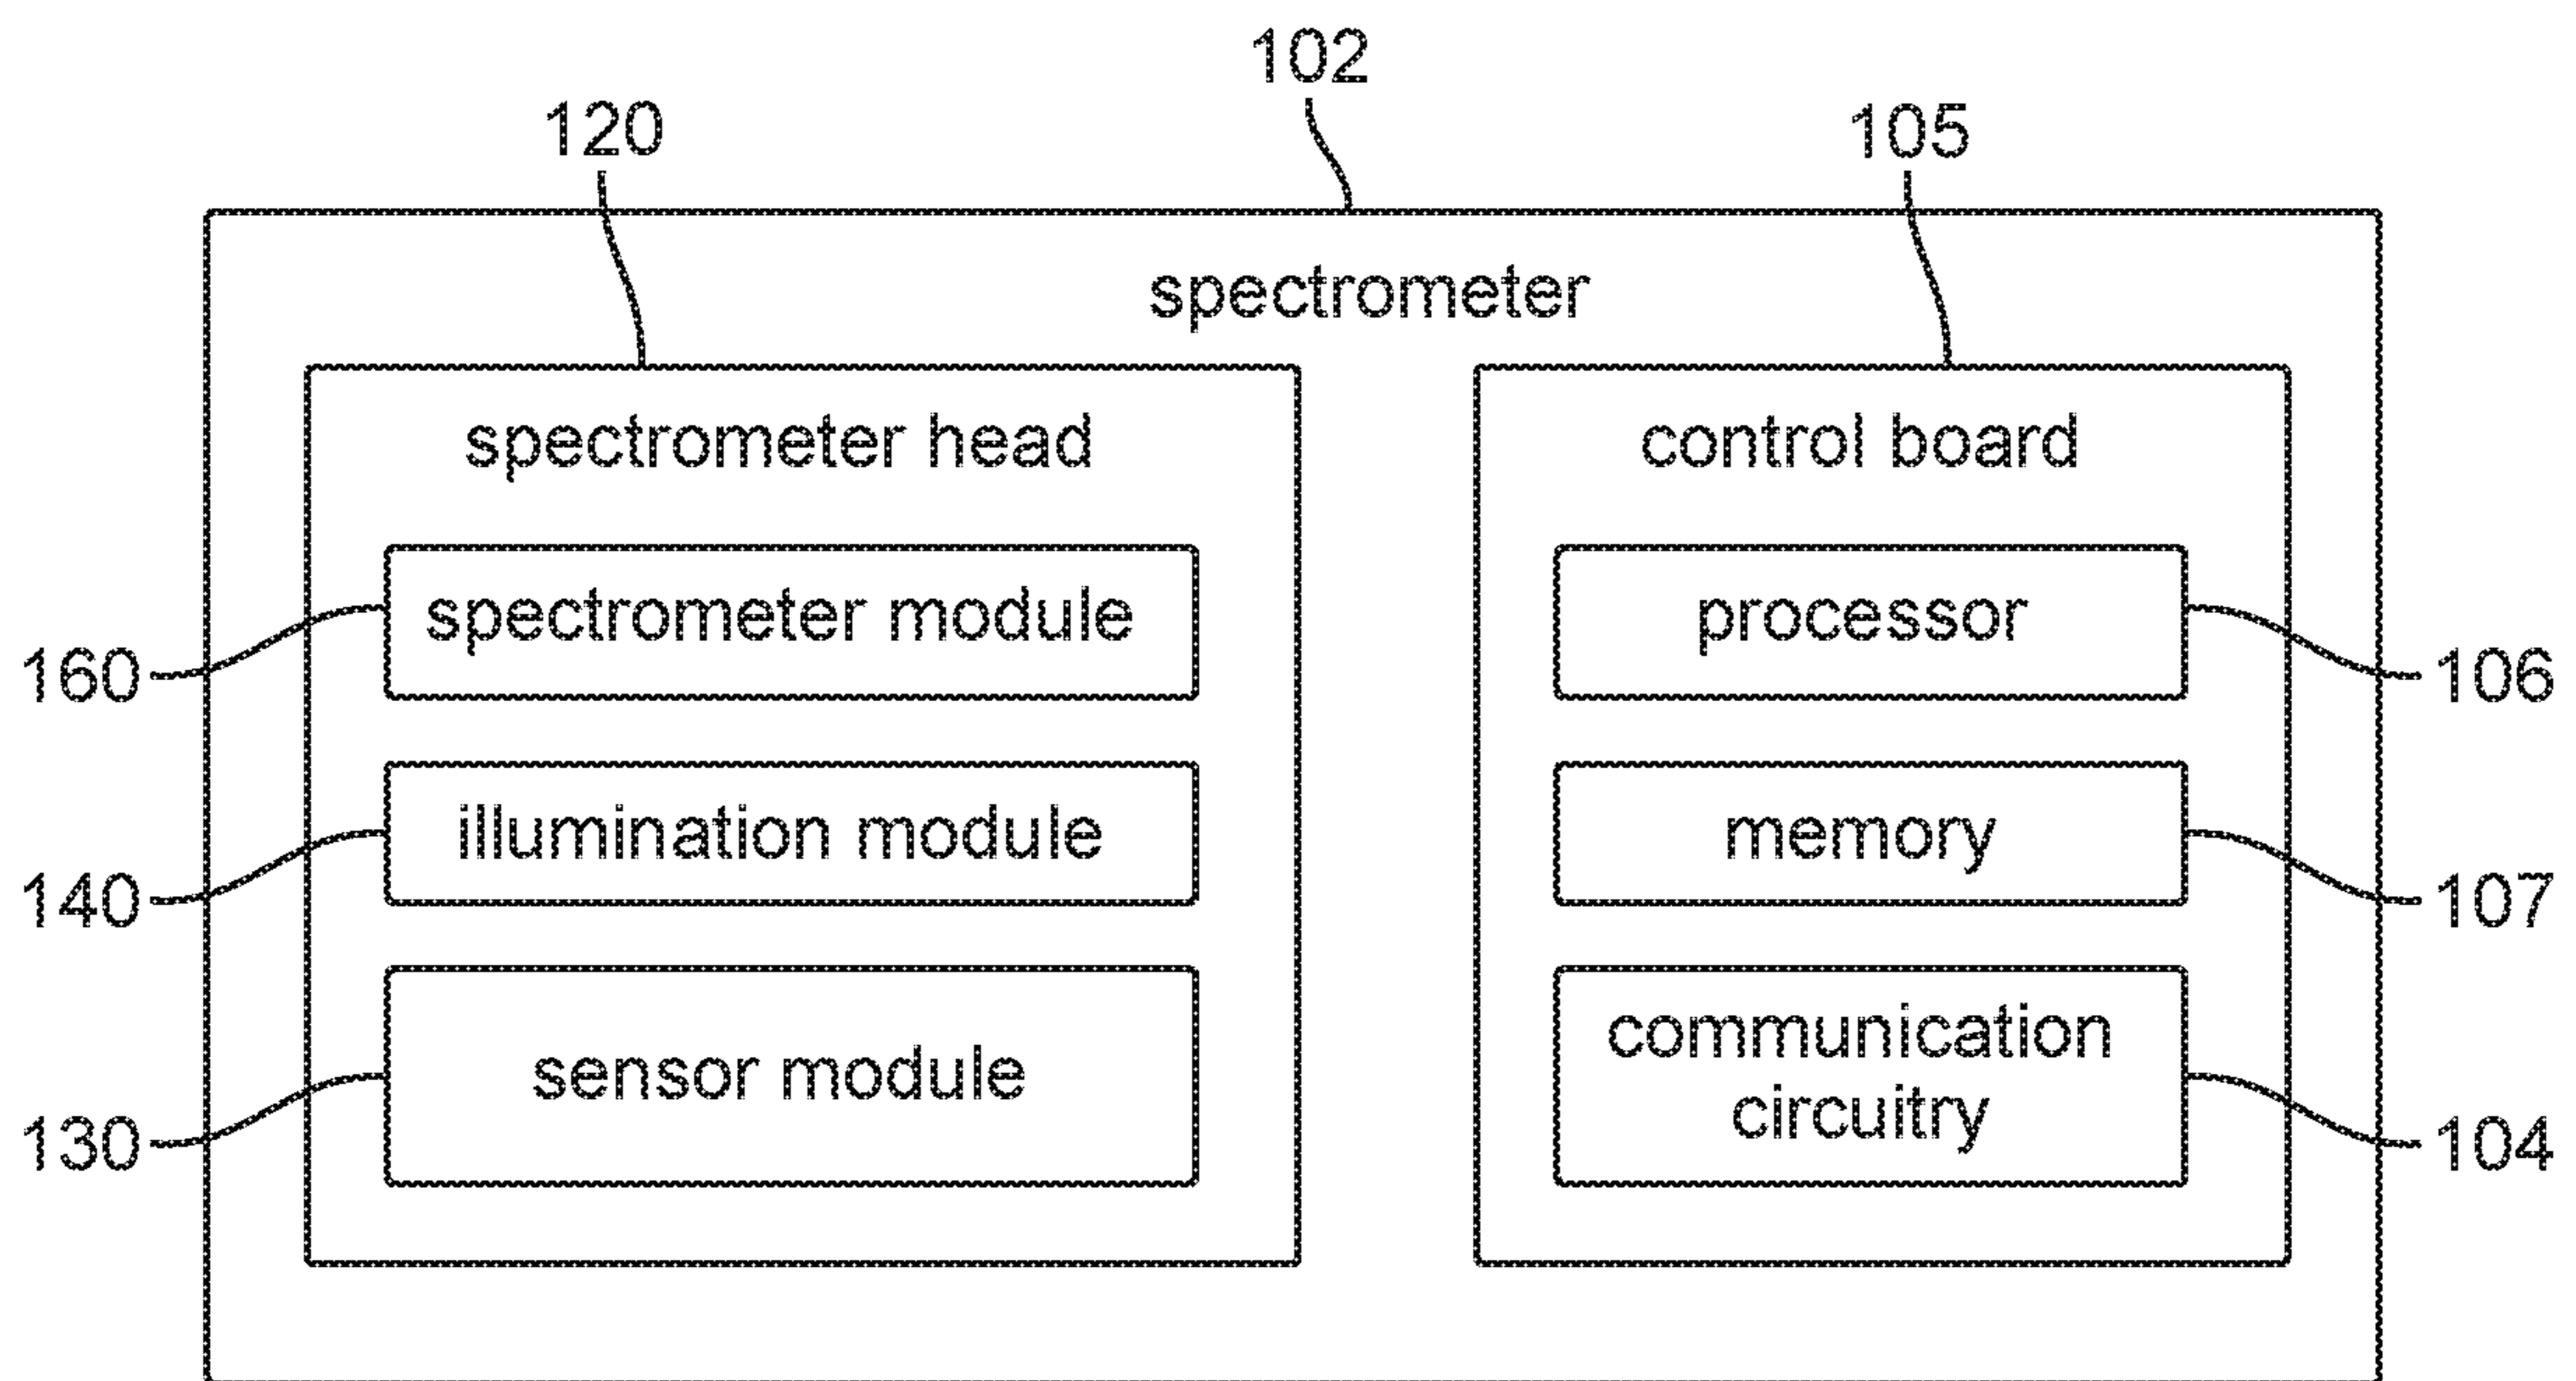 102
120
105
spectrometer
spectrometer head
control board
spectrometer module
processor
160
106
illumination module
memory
140
107
sensor module
communication
circuitry
130
104